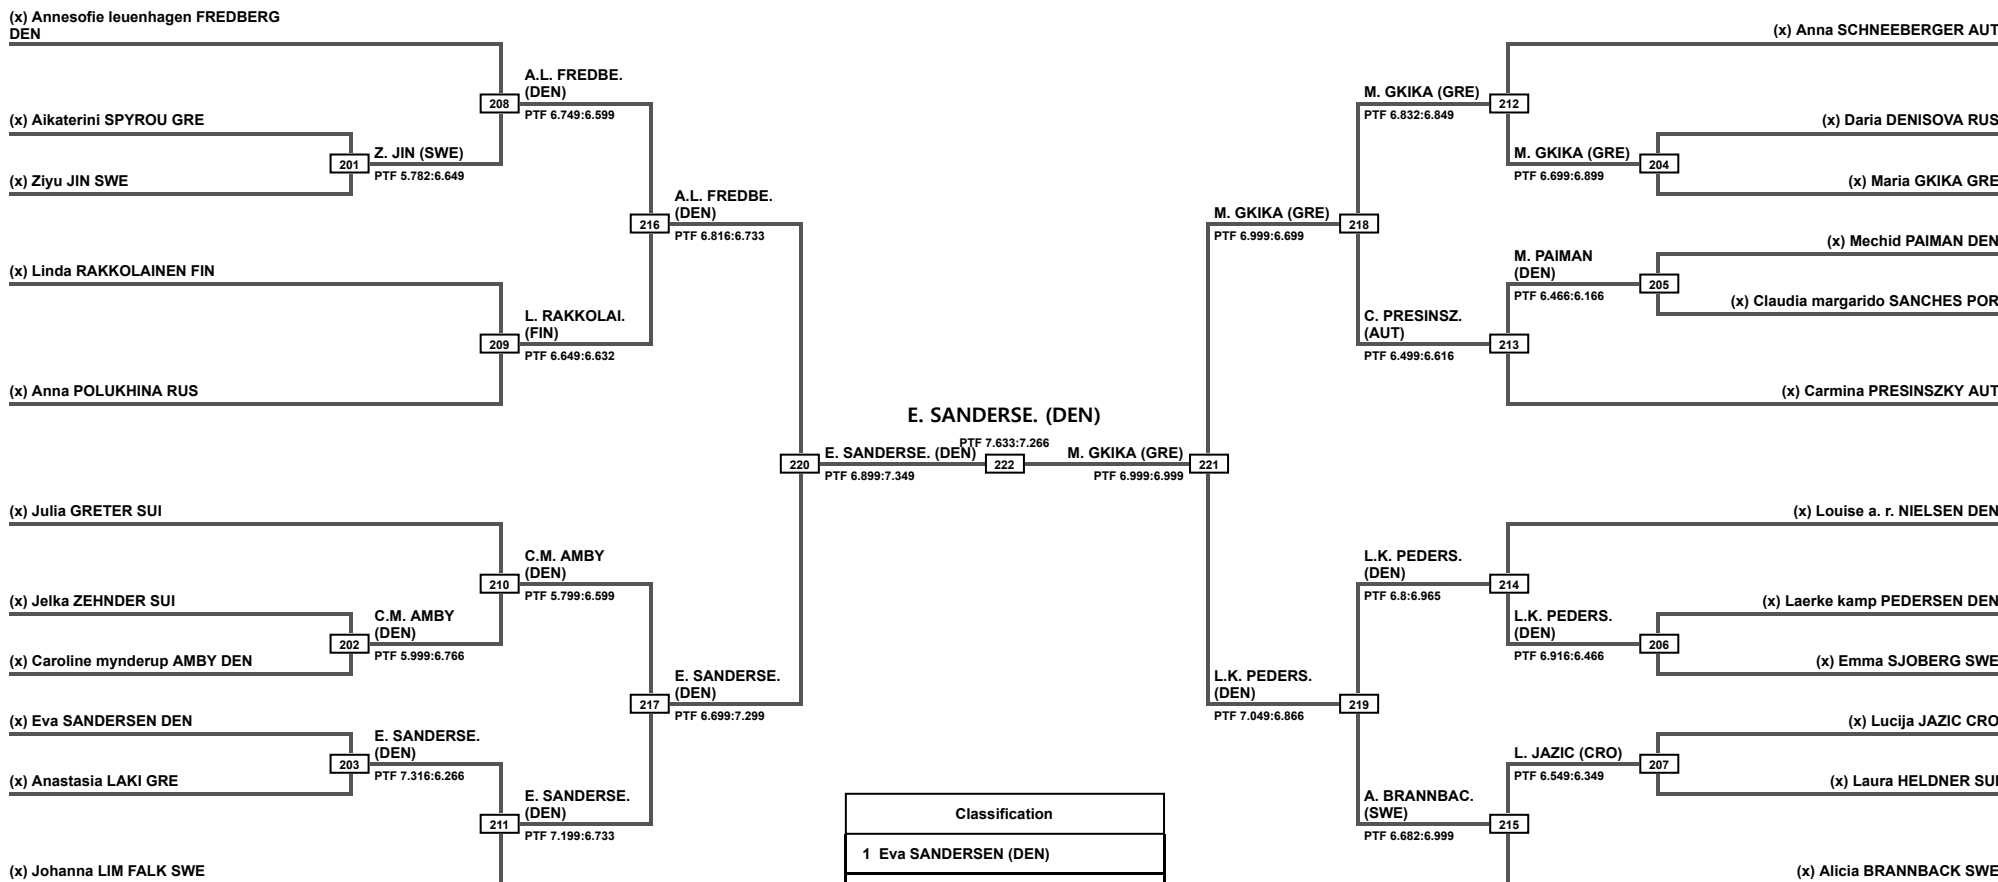 (x) Annesofie leuenhagen FREDBERG
DEN
A.L. FREDBE.
(DEN)
208
PTF 6.749:6.599
(x) Aikaterini SPYROU GRE
201
Z. JIN (SWE)
PTF 5.782:6.649
(x) Ziyu JIN SWE
A.L. FREDBE.
(DEN)
216
PTF 6.816:6.733
(x) Linda RAKKOLAINEN FIN
L. RAKKOLAI.
(FIN)
209
PTF 6.649:6.632
(x) Anna POLUKHINA RUS
220
E. SANDERSE. (DEN)
PTF 6.899:7.349
(x) Julia GRETER SUI
C.M. AMBY
(DEN)
210
PTF 5.799:6.599
(x) Jelka ZEHNDER SUI
C.M. AMBY
(DEN)
202
PTF 5.999:6.766
(x) Caroline mynderup AMBY DEN
E. SANDERSE.
(DEN)
217
PTF 6.699:7.299
(x) Eva SANDERSEN DEN
E. SANDERSE.
(DEN)
203
PTF 7.316:6.266
(x) Anastasia LAKI GRE
E. SANDERSE.
(DEN)
211
PTF 7.199:6.733
(x) Johanna LIM FALK SWE
E. SANDERSE. (DEN)
PTF 7.633:7.266
222
M. GKIKA (GRE)
PTF 6.999:6.999
221
(x) Anna SCHNEEBERGER AUT
M. GKIKA (GRE)
PTF 6.832:6.849
212
(x) Daria DENISOVA RUS
M. GKIKA (GRE)
PTF 6.699:6.899
204
(x) Maria GKIKA GRE
M. GKIKA (GRE)
PTF 6.999:6.699
218
(x) Mechid PAIMAN DEN
M. PAIMAN
(DEN)
PTF 6.466:6.166
205
(x) Claudia margarido SANCHES POR
C. PRESINSZ.
(AUT)
PTF 6.499:6.616
213
(x) Carmina PRESINSZKY AUT
(x) Louise a. r. NIELSEN DEN
L.K. PEDERS.
(DEN)
PTF 6.8:6.965
214
(x) Laerke kamp PEDERSEN DEN
L.K. PEDERS.
(DEN)
PTF 6.916:6.466
206
(x) Emma SJOBERG SWE
L.K. PEDERS.
(DEN)
PTF 7.049:6.866
219
(x) Lucija JAZIC CRO
L. JAZIC (CRO)
PTF 6.549:6.349
207
(x) Laura HELDNER SUI
A. BRANNBAC.
(SWE)
PTF 6.682:6.999
215
(x) Alicia BRANNBACK SWE
Classification
1 Eva SANDERSEN (DEN)